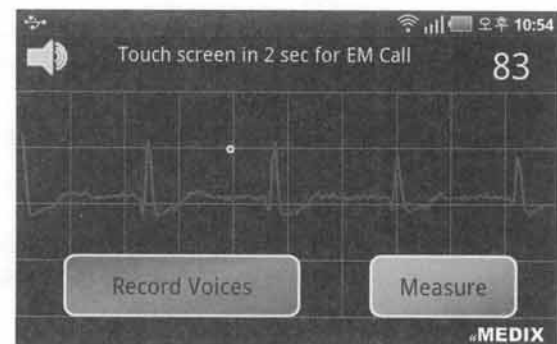 오후 10:54
Touch screen in 2 sec for EM Call
83
Record Voices
Measure
MEDIX